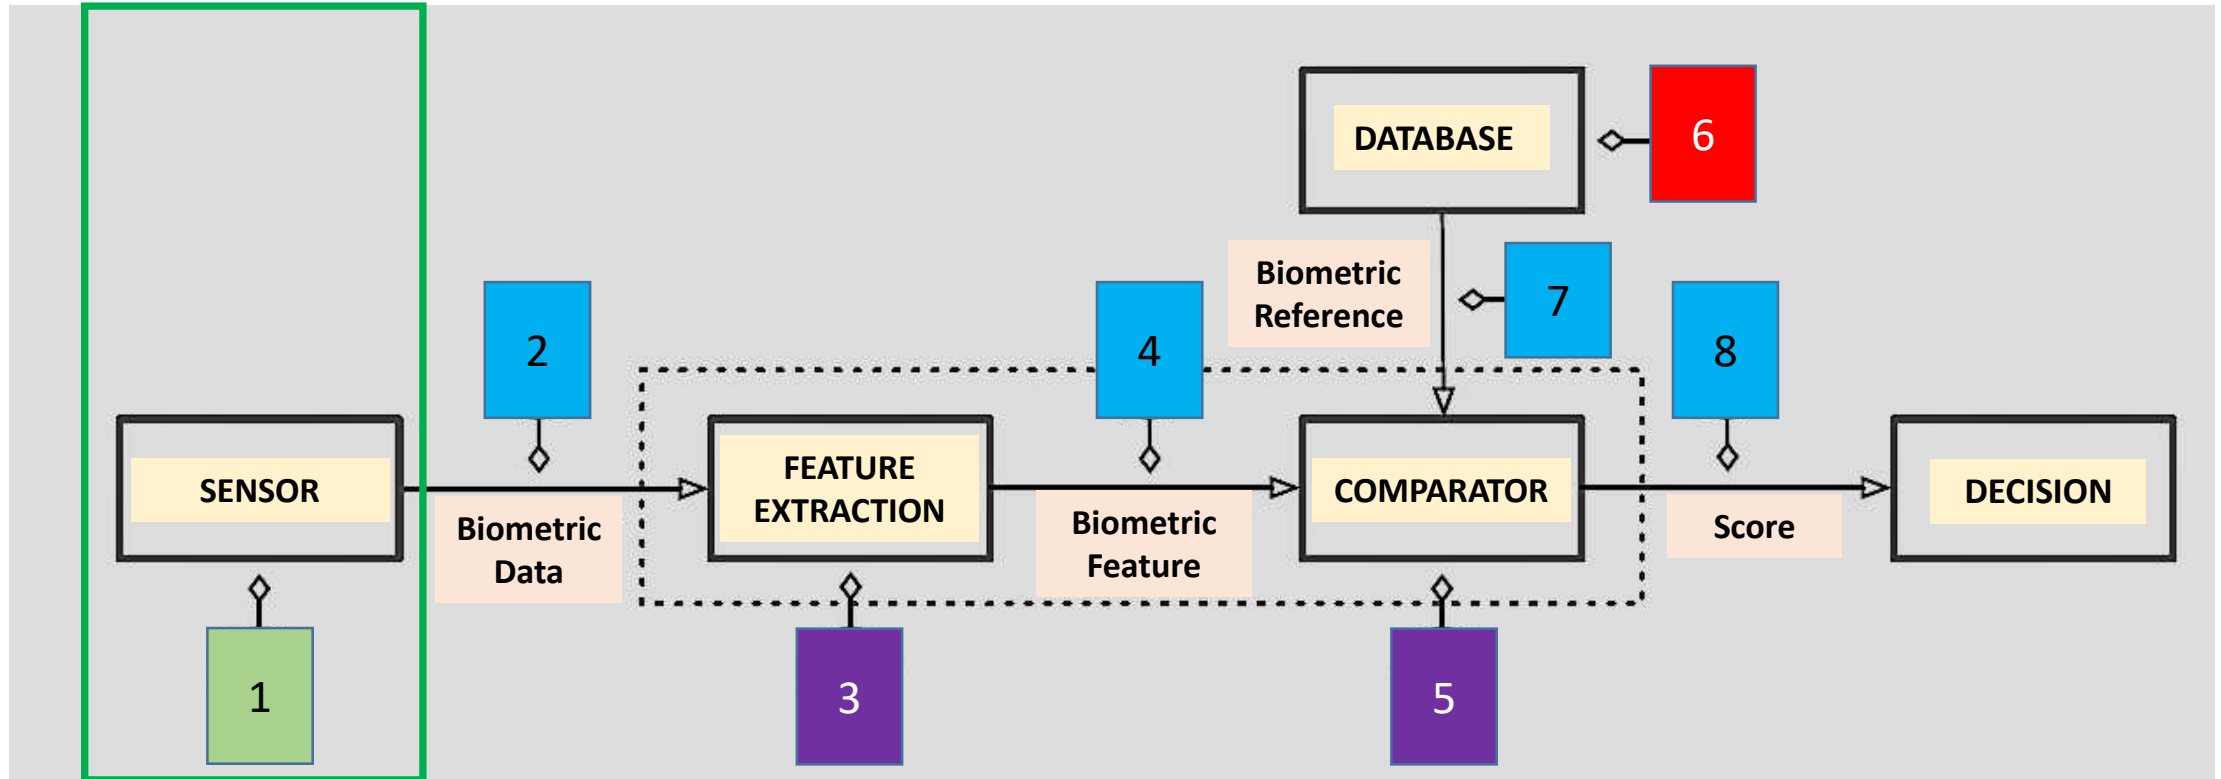 DATABASE
6
Biometric
Reference
7
2
4
8
SENSOR
Biometric
Data
FEATURE
EXTRACTION
Biometric
Feature
COMPARATOR
Score
DECISION
1
3
5